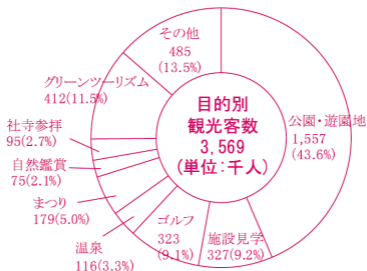 目的別
観光客数
3,569
(単位:千人)
公園・遊園地
1,557
(43.6%)
施設見学
327(9.2%)
ゴルフ
323
(9.1%)
温泉
116(3.3%)
まつり
179(5.0%)
自然鑑賞
75(2.1%)
社寺参拝
95(2.7%)
グリーンツーリズム
412(11.5%)
その他
485
(13.5%)